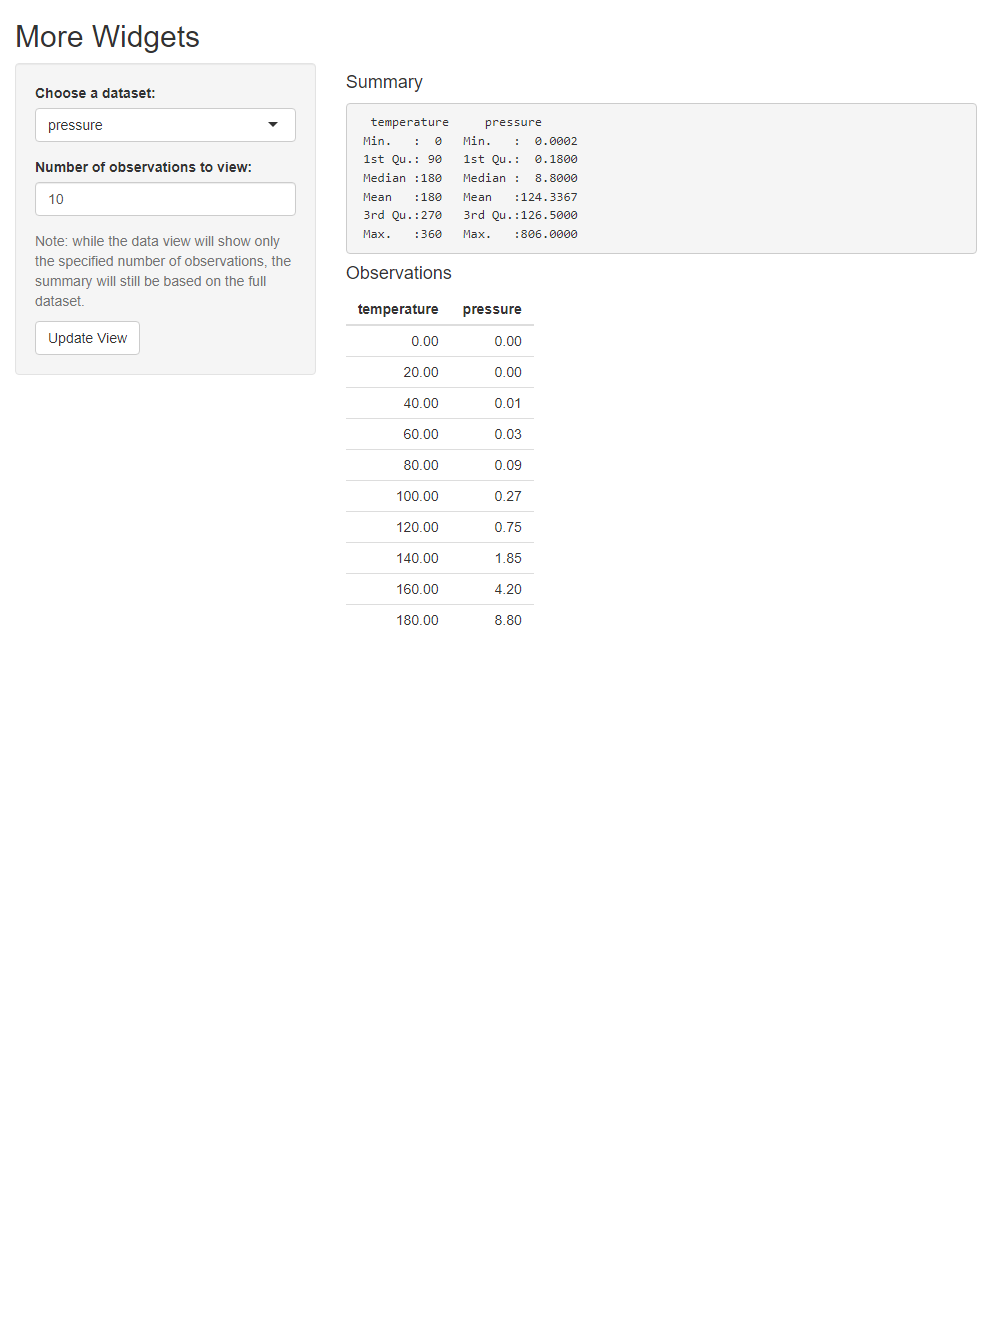 More Widgets
Choose a dataset:
pressure
Number of observations to view:
10
Note: while the data view will show only
the specified number of observations, the
summary will still be based on the full
dataset.
Update View
Summary
temperature pressure
Min. : 0 Min. : 0.0002
1st Qu.: 90 1st Qu.: 0.1800
Median :180 Median : 8.8000
Mean :180 Mean :124.3367
3rd Qu.:270 3rd Qu.:126.5000
Max. :360 Max. :806.0000
Observations
temperature pressure
0.00 0.00
20.00 0.00
40.00 0.01
60.00 0.03
80.00 0.09
100.00 0.27
120.00 0.75
140.00 1.85
160.00 4.20
180.00 8.80